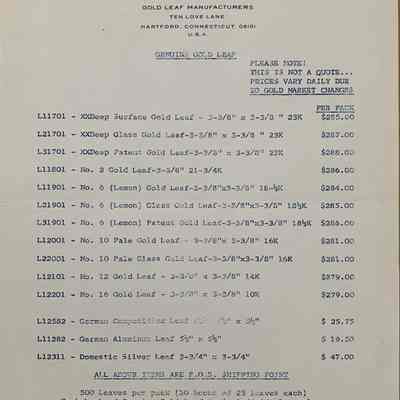 GOLD LEAF MANUFACTURERS
TEN LOVE LANE
HARTFORD, CONNECTICUT 06101
U.S.A.
GENUINE GOLD LEAF
PLEASE NOTE!
THIS IS NOT A QUOTE...
PRICES VARY DAILY DUE
TO GOLD MARKET CHANGES
PER PACK
L11701 - XXDeep Surface Gold Leaf - 3-3/8" x 3-3/8 " 23K $285.00
L21701 - XXDeep Glass Gold Leaf-3-3/8" x 3-3/8 " 23K $287.00
L31701 - XXDeep Patent Gold Leaf-3-3/8" x 3-3/8" 23K $288.00
L11801 - No. 2 Gold Leaf-3-3/8" 21-3/4K $286.00
L11901 - No. 6 (Lemon) Gold Leaf-3-3/8"x3-3/8" 18-½K $284.00
L21901 - No. 6 (Lemon) Glass Gold Leaf-3-3/8"x3-3/8" 18½K $285.00
L31901 - No. 6 (Lemon) Patent Gold Leaf-3-3/8"x3-3/8" 18½K $286.00
L12001 - No. 10 Pale Gold Leaf - 3-3/8" x 3-3/8" 16K $281.00
L22001 - No. 10 Pale Glass Gold Leaf -3-3/8"x3-3/8" 16K $281.00
L12101 - No. 12 Gold Leaf - 3-3/8" x 3-3/8" 14K $279.00
L12201 - No. 16 Gold Leaf - 3-3/8" x 3-3/8" 10K $279.00
L12582 - German Competition Leaf x 5½" $ 25.75
L11282 - German Aluminum Leaf 5½" x 5½" $ 19.50
L12311 - Domestic Silver Leaf 3-3/4" x 3-3/4" $ 47.00
ALL ABOVE ITEMS ARE F.O.B. SHIPPING POINT
500 Leaves per pack (20 books of 25 leaves each)